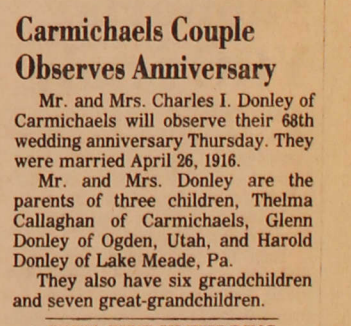 Carmichaels Couple
Observes Anniversary
Mr. and Mrs. Charles I. Donley of
Carmichaels will observe their 68th
wedding anniversary Thursday. They
were married April 26, 1916.
Mr. and Mrs. Donley are the
parents of three children, Thelma
Callaghan of Carmichaels, Glenn
Donley of Ogden, Utah, and Harold
Donley of Lake Meade, Pa.
They also have six grandchildren
and seven great-grandchildren.